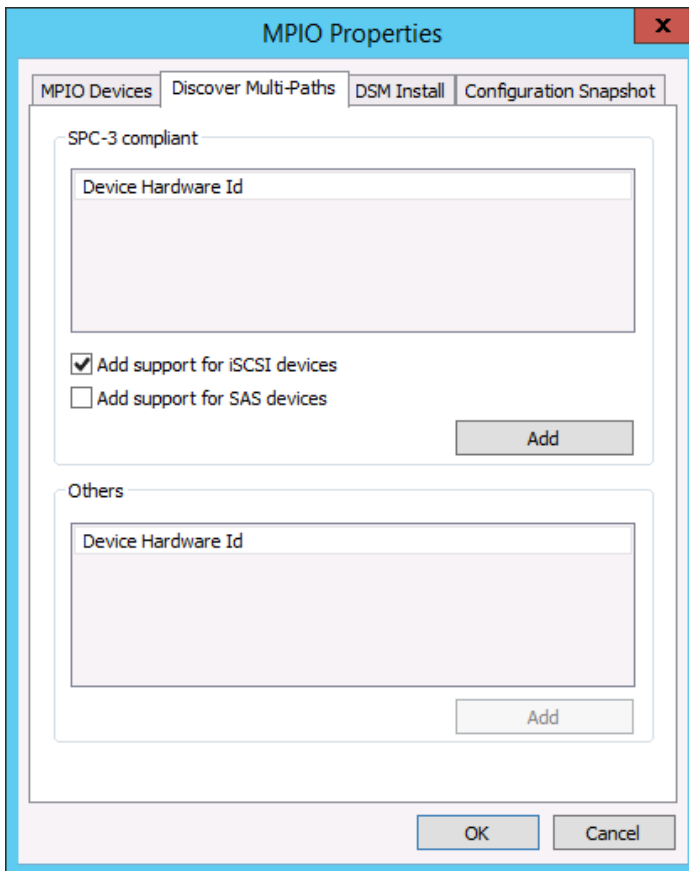 MPIO Properties
x
MPIO Devices
Discover Multi-Paths
DSM Install
Configuration Snapshot
SPC-3 compliant
Device Hardware Id
Add support for iSCSI devices
Add support for SAS devices
Add
Others
Device Hardware Id
Add
OK
Cancel